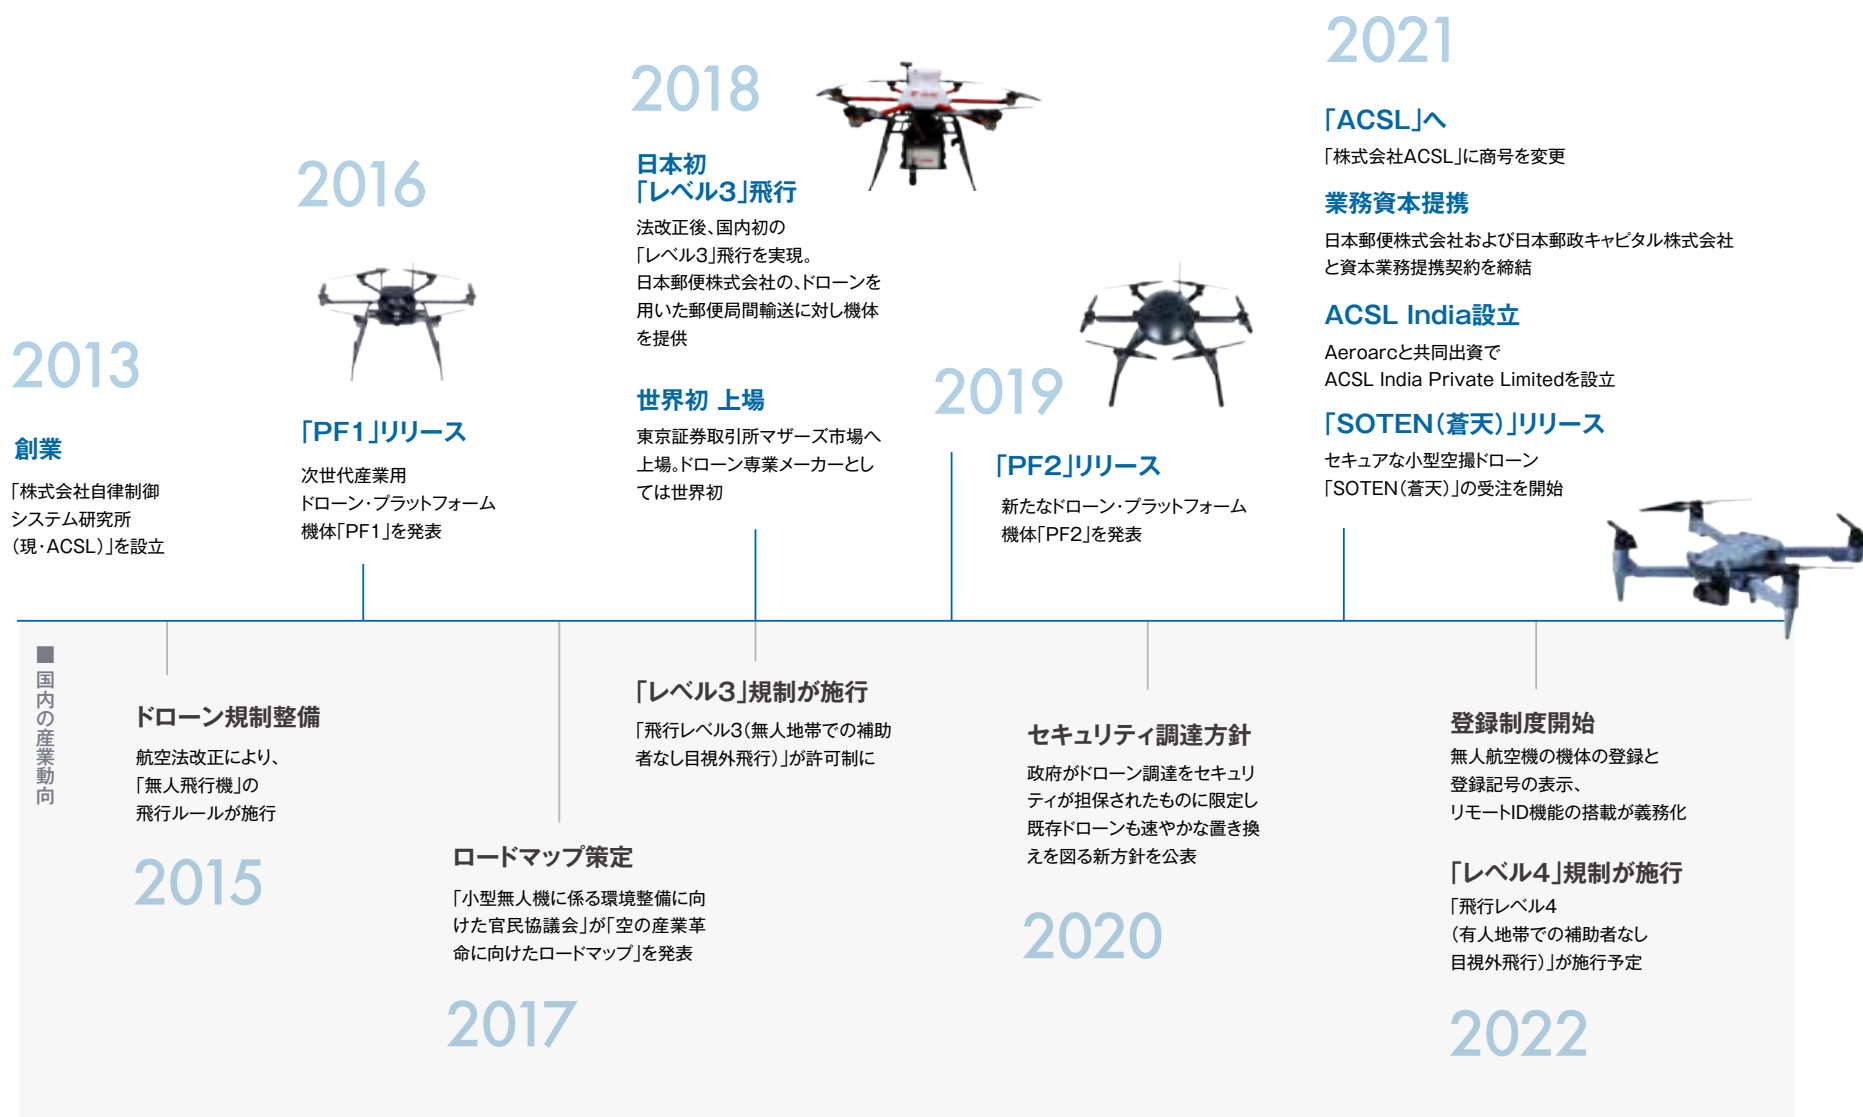 2013
創業
「株式会社自律制御
システム研究所
（現・ACSL）」を設立
2016
「PF1」リリース
次世代産業用
ドローン・プラットフォーム
機体「PF1」を発表
2018
日本初
「レベル3」飛行
法改正後、国内初の
「レベル3」飛行を実現。
日本郵便株式会社の、ドローンを
用いた郵便局間輸送に対し機体
を提供
世界初 上場
東京証券取引所マザーズ市場へ
上場。ドローン専業メーカーとし
ては世界初
2019
「PF2」リリース
新たなドローン・プラットフォーム
機体「PF2」を発表
2021
「ACSL」へ
「株式会社ACSL」に商号を変更
業務資本提携
日本郵便株式会社および日本郵政キャピタル株式会社
と資本業務提携契約を締結
ACSL India設立
Aeroarcと共同出資で
ACSL India Private Limitedを設立
「SOTEN（蒼天）」リリース
セキュアな小型空撮ドローン
「SOTEN（蒼天）」の受注を開始
■国内の産業動向
ドローン規制整備
航空法改正により、
「無人飛行機」の
飛行ルールが施行
2015
ロードマップ策定
「小型無人機に係る環境整備に向
けた官民協議会」が「空の産業革
命に向けたロードマップ」を発表
2017
「レベル3」規制が施行
「飛行レベル3（無人地帯での補助
者なし目視外飛行）」が許可制に
セキュリティ調達方針
政府がドローン調達をセキュリ
ティが担保されたものに限定し
既存ドローンも速やかな置き換
えを図る新方針を公表
2020
登録制度開始
無人航空機の機体の登録と
登録記号の表示、
リモートID機能の搭載が義務化
「レベル4」規制が施行
「飛行レベル4
（有人地帯での補助者なし
目視外飛行）」が施行予定
2022